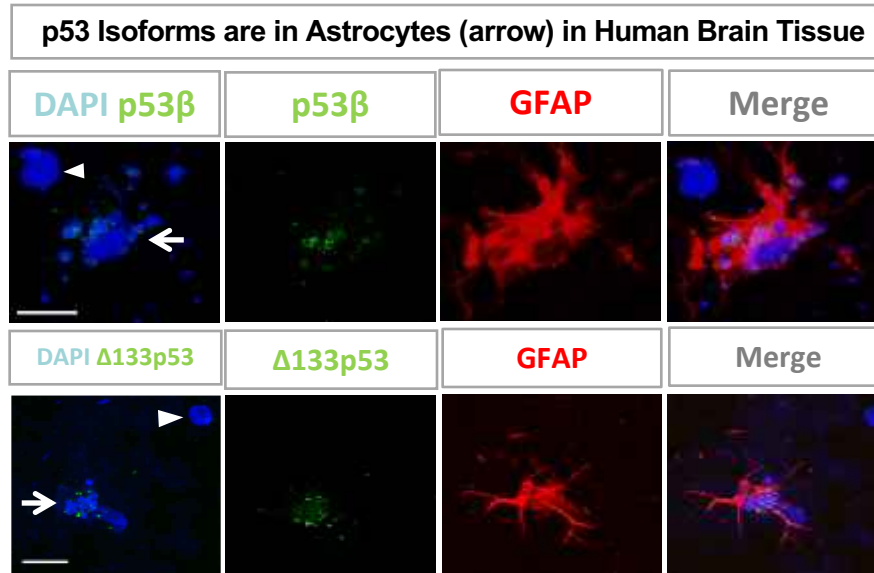 p53 Isoforms are in Astrocytes (arrow) in Human Brain Tissue
DAPI p53β
p53β
GFAP
Merge
DAPI Δ133p53
Δ133p53
GFAP
Merge